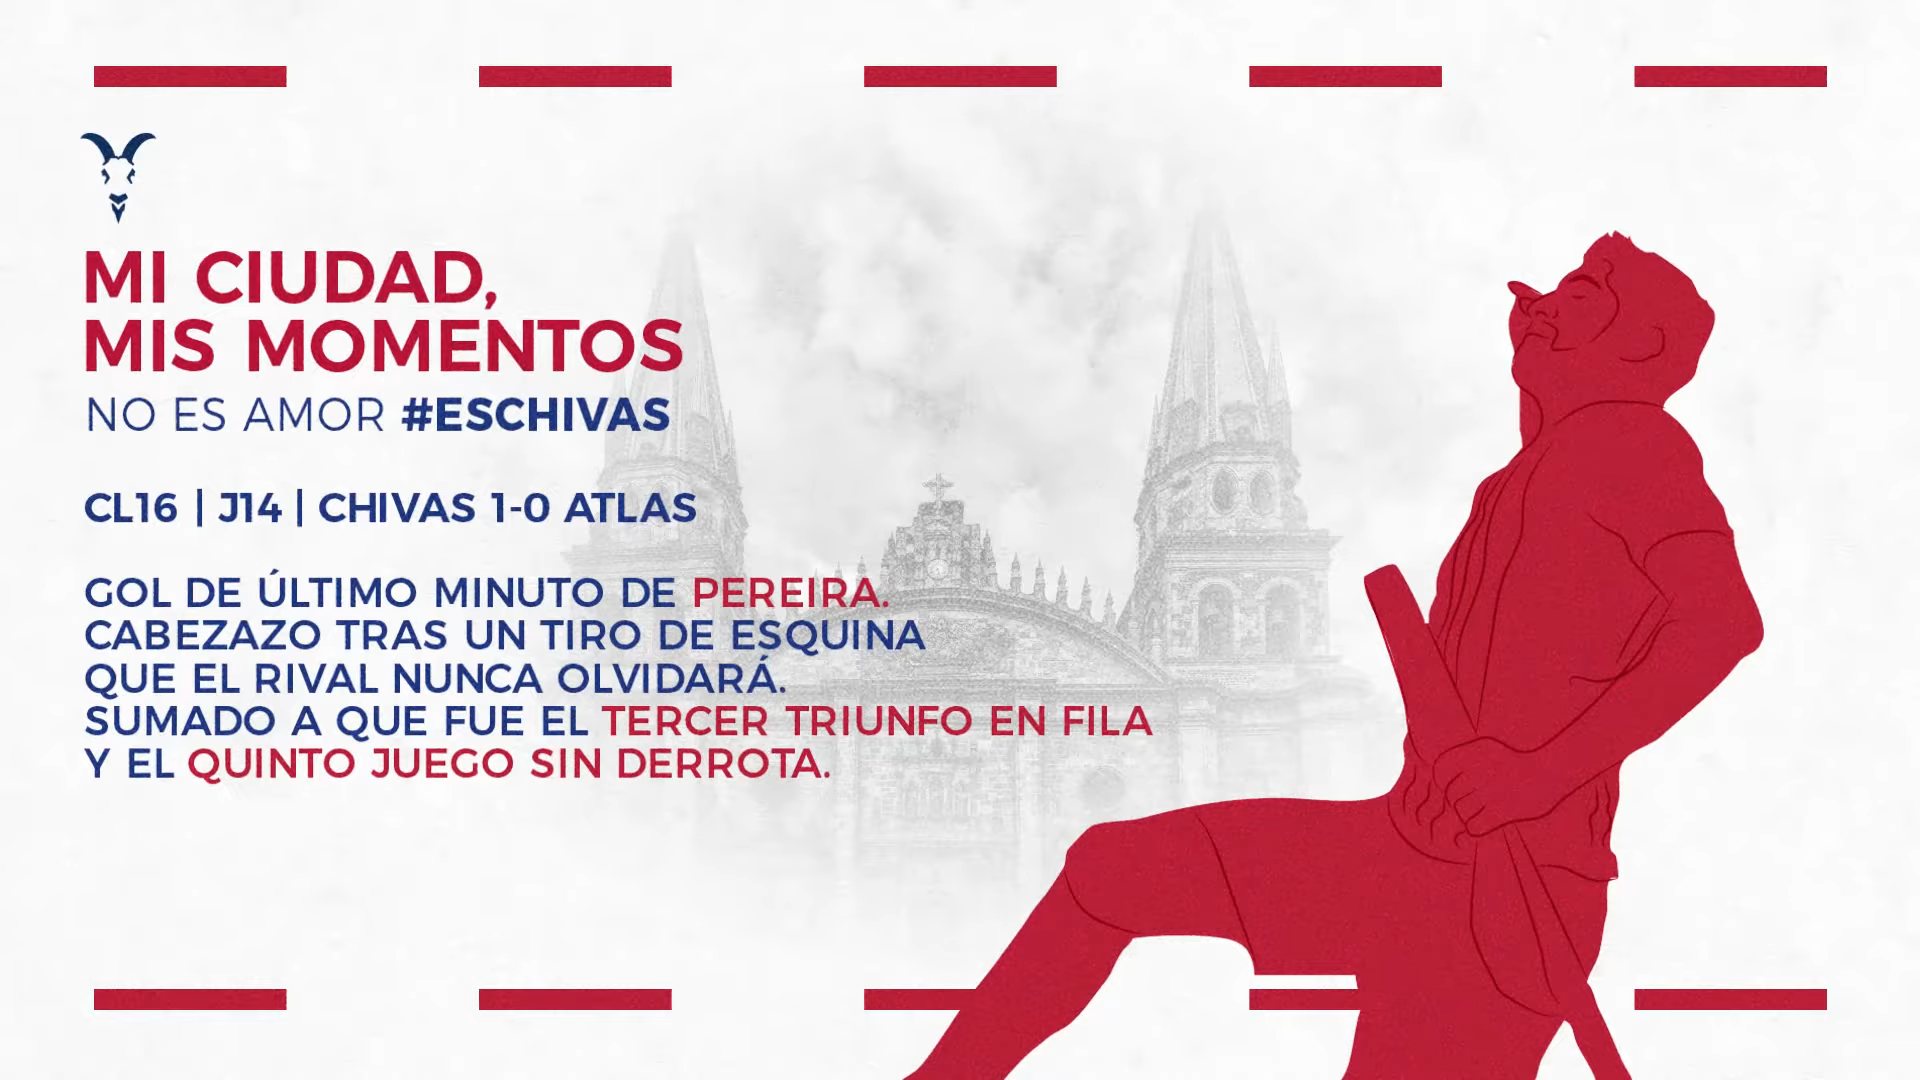 MI CIUDAD,
MIS MOMENTOS
NO ES AMOR #ESCHIVAS
CL16 | J14 | CHIVAS 1-0 ATLAS
GOL DE ÚLTIMO MINUTO DE PEREIRA.
CABEZAZO TRAS UN TIRO DE ESQUINA
QUE EL RIVAL NUNCA OLVIDARÁ.
SUMADO A QUE FUE EL TERCER TRIUNFO EN FILA
Y EL QUINTO JUEGO SIN DERROTA.